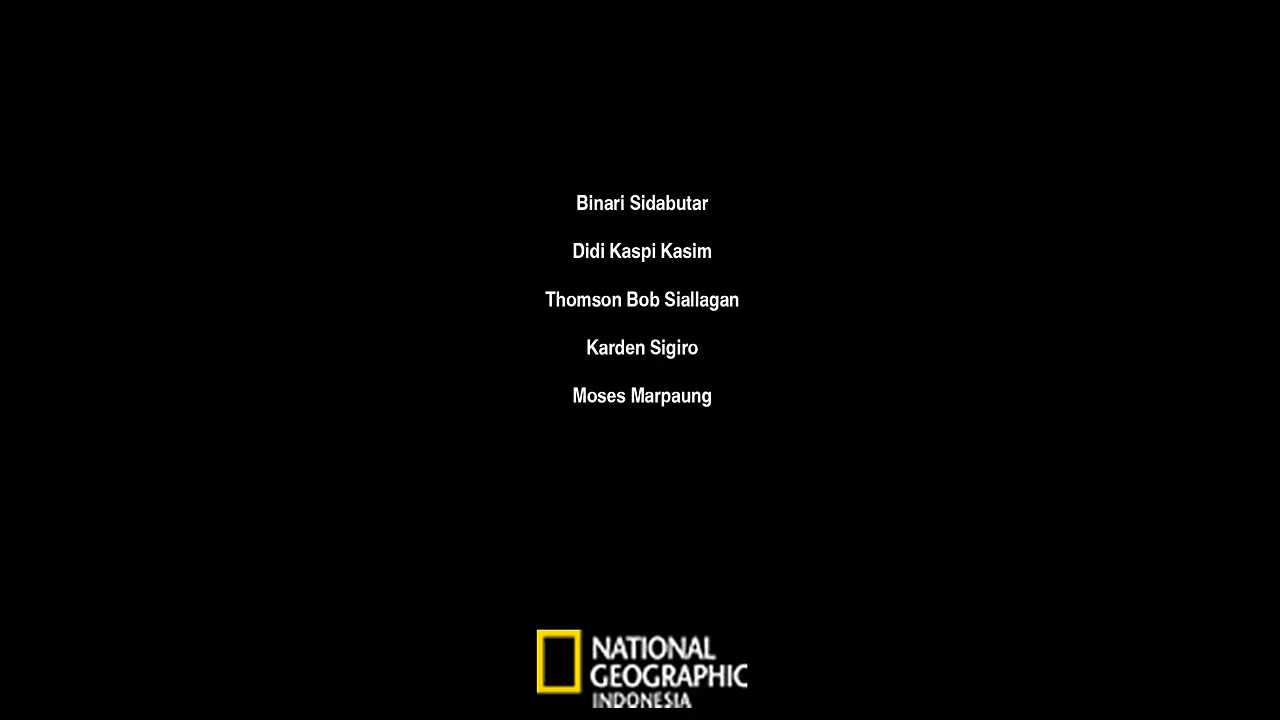 Binari Sidabutar
Didi Kaspi Kasim
Thomson Bob Siallagan
Karden Sigiro
Moses Marpaung
NATIONAL
GEOGRAPHIC
INDONESIA